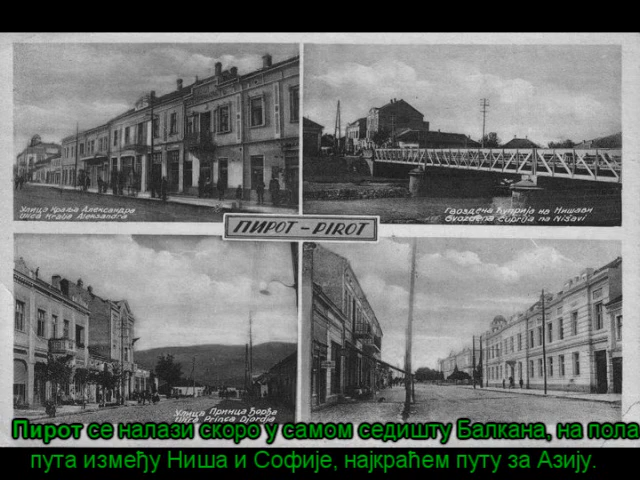 Улица Краља Александра
Ulica Kralja Aleksandra
Гвоздена ћуприја на Нишави
Gvozdena ćuprija na Nišavi
ПИРОТ – PIROT
Улица Принца Ђорђа
Ulica Princa Djordja
Пирот се налази скоро у самом седишту Балкана, на пола
пута између Ниша и Софије, најкраћем путу за Азију.